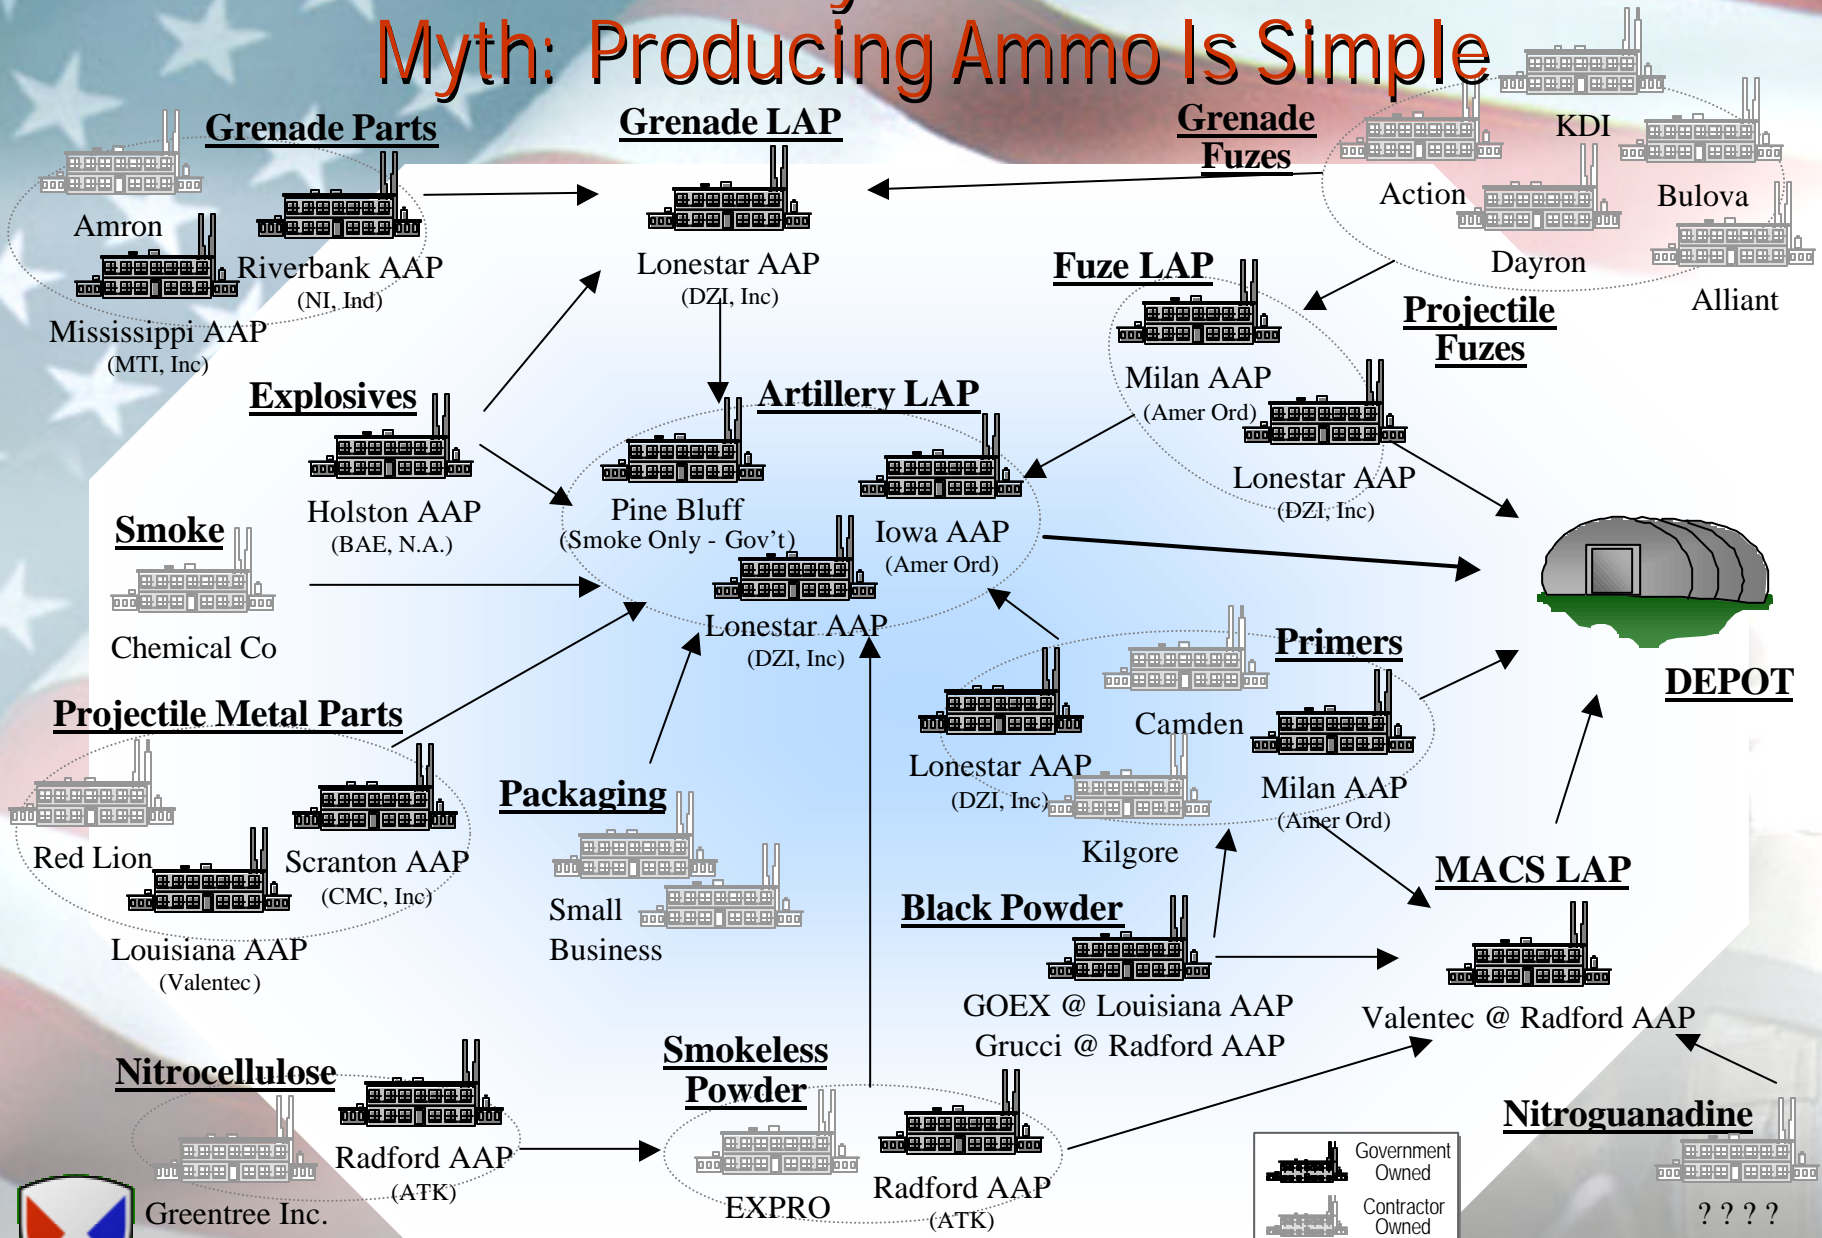 Myth: Producing Ammo Is Simple
Grenade Parts
Amron
Riverbank AAP
(NI, Ind)
Mississippi AAP
(MTI, Inc)
Grenade LAP
Lonestar AAP
(DZI, Inc)
Grenade
Fuzes
KDI
Action
Bulova
Dayron
Alliant
Projectile
Fuzes
Fuze LAP
Milan AAP
(Amer Ord)
Lonestar AAP
(DZI, Inc)
Explosives
Holston AAP
(BAE, N.A.)
Artillery LAP
Pine Bluff
(Smoke Only - Gov't)
Iowa AAP
(Amer Ord)
Lonestar AAP
(DZI, Inc)
Smoke
Chemical Co
DEPOT
Primers
Camden
Lonestar AAP
(DZI, Inc)
Milan AAP
(Amer Ord)
Kilgore
Projectile Metal Parts
Red Lion
Scranton AAP
(CMC, Inc)
Louisiana AAP
(Valentec)
Packaging
Small
Business
Black Powder
GOEX @ Louisiana AAP
Grucci @ Radford AAP
MACS LAP
Valentec @ Radford AAP
Nitrocellulose
Radford AAP
(ATK)
Greentree Inc.
Smokeless
Powder
EXPRO
Radford AAP
(ATK)
Nitroguanadine
? ? ? ?
Government
Owned
Contractor
Owned